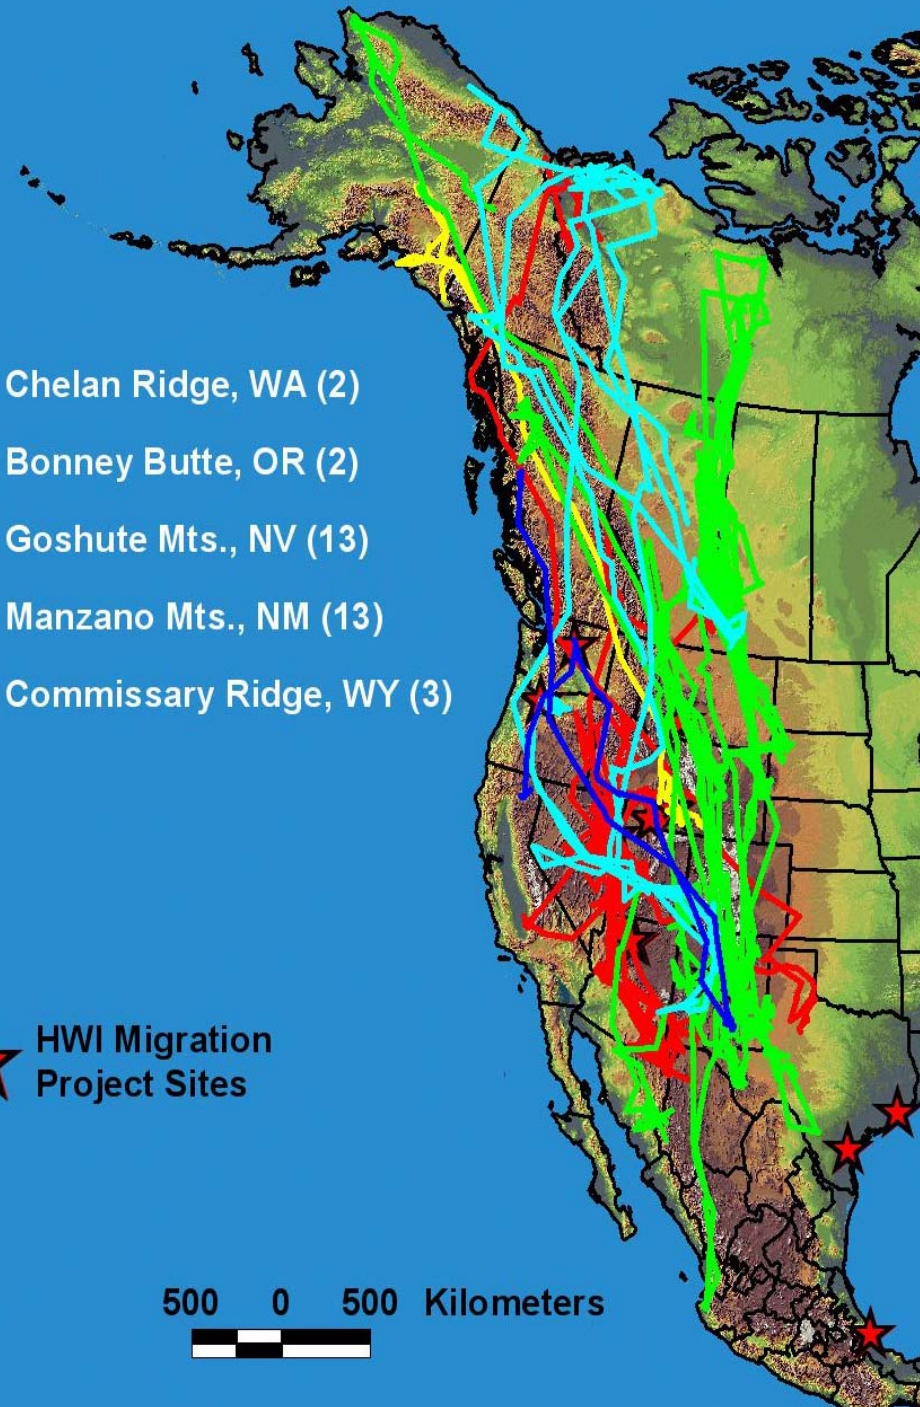 Chelan Ridge, WA (2)
Bonney Butte, OR (2)
Goshute Mts., NV (13)
Manzano Mts., NM (13)
Commissary Ridge, WY (3)
HWI Migration
Project Sites
500 0 500 Kilometers